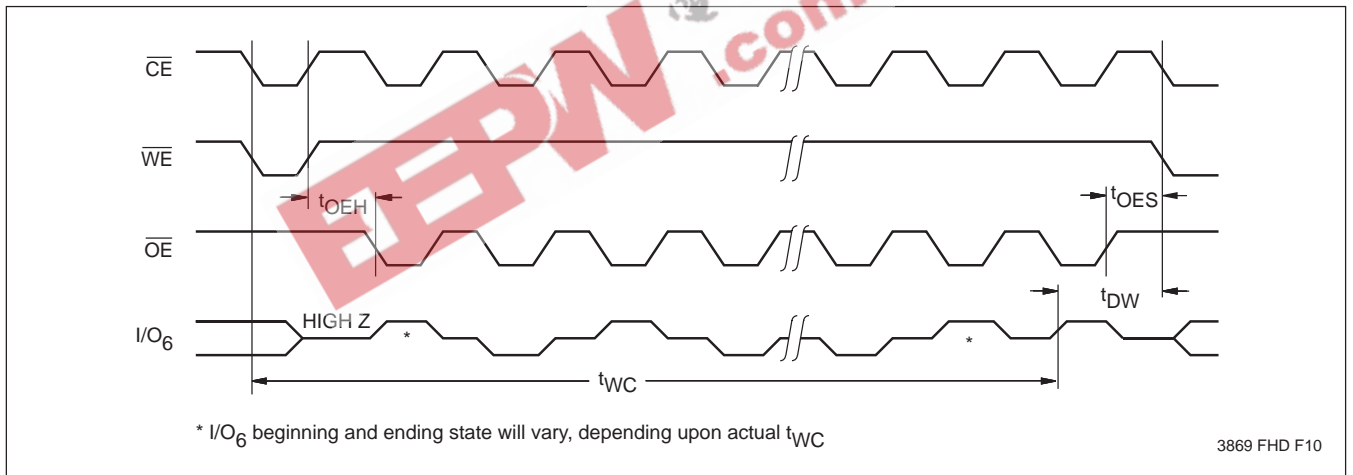 EEPW.com
CE
WE
tOEH
tOES
OE
tDW
HIGH Z
I/O6
*
*
tWC
* I/O6 beginning and ending state will vary, depending upon actual tWC
3869 FHD F10